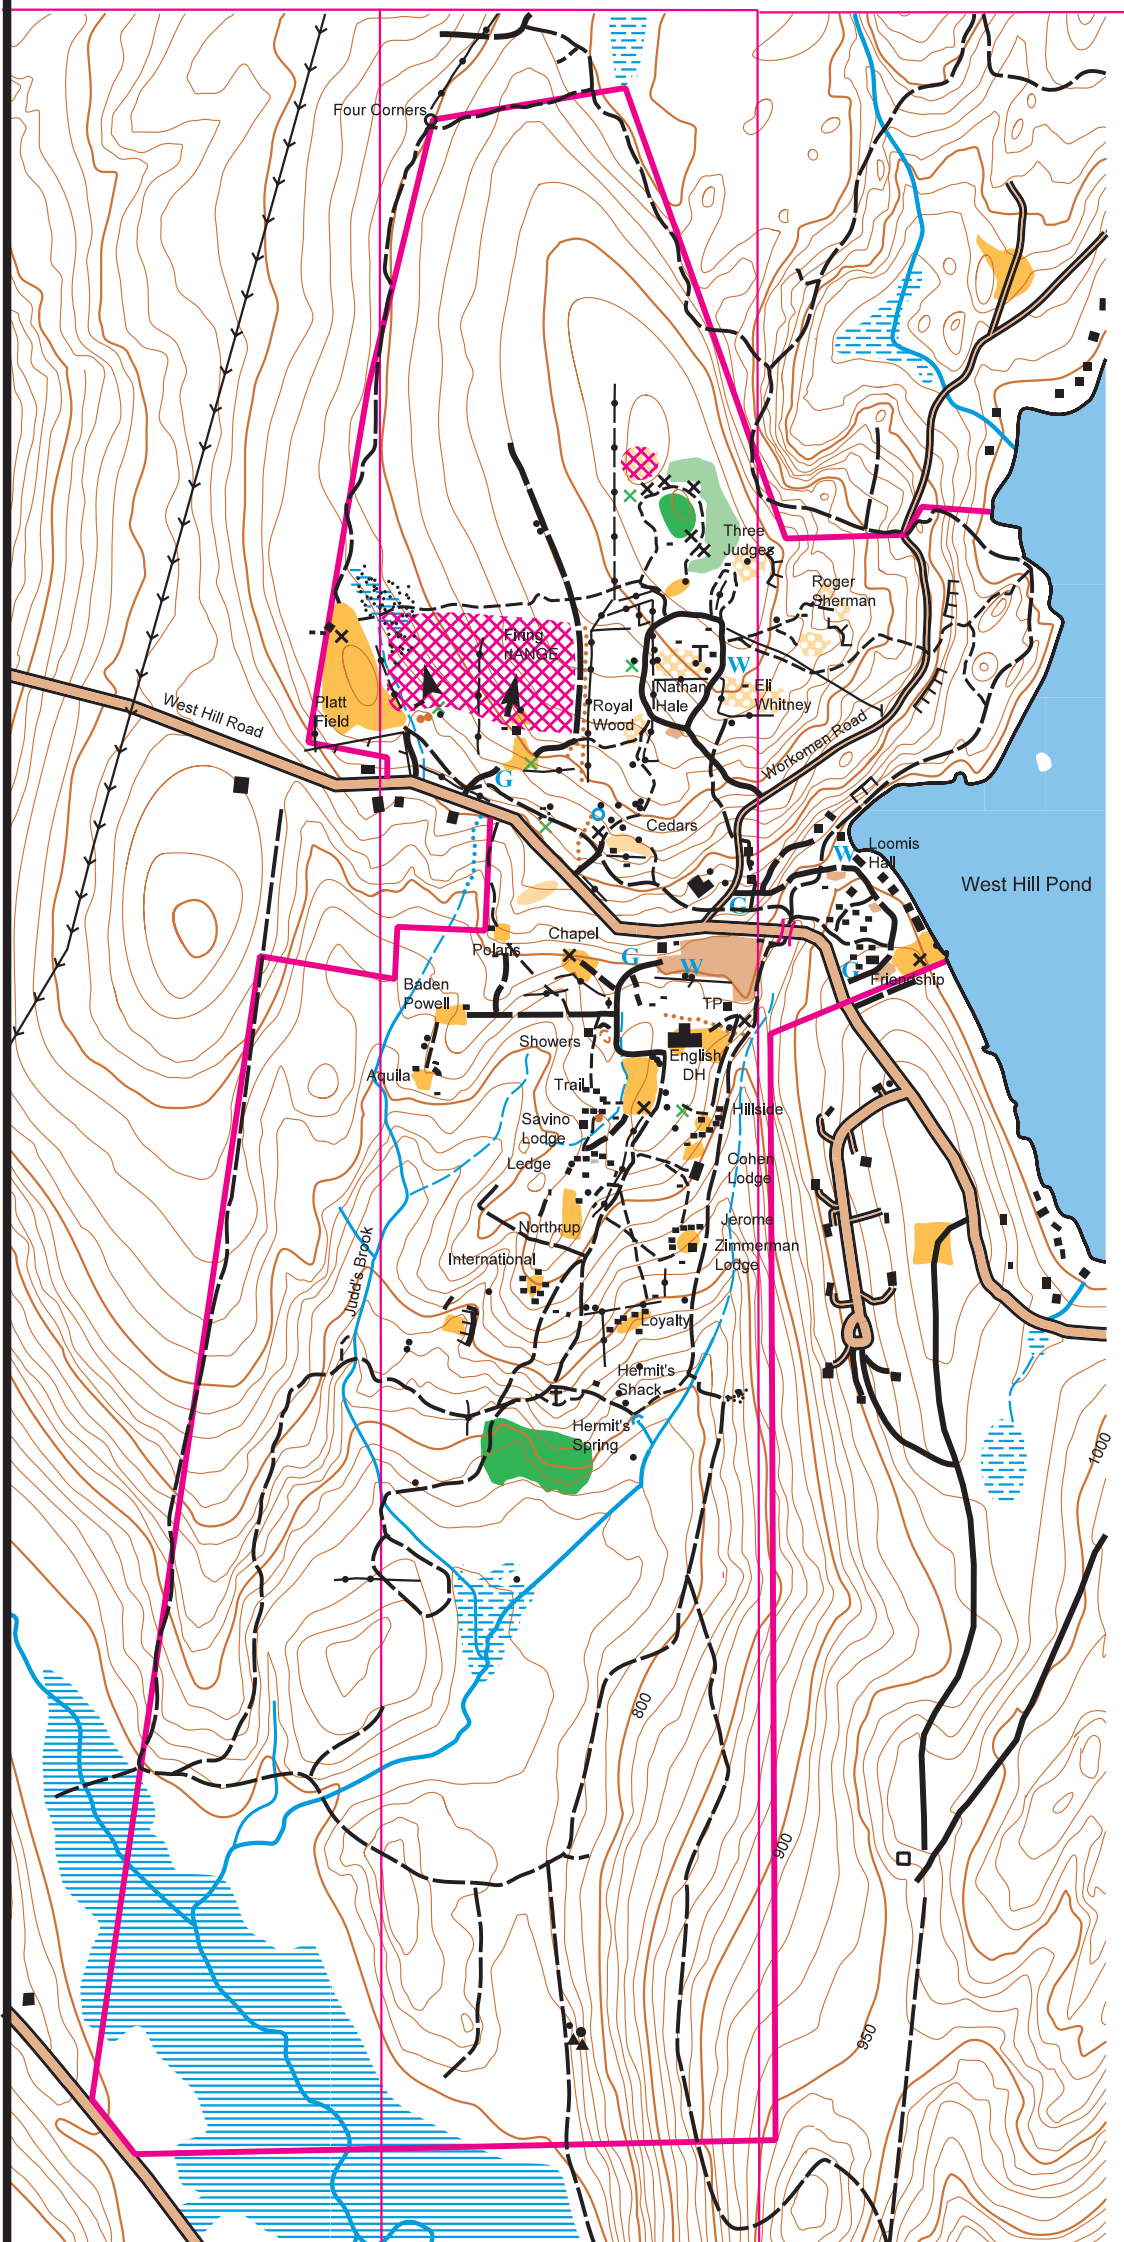 Four Corners
Three
Judges
Roger
Sherman
Firing
rtANGE
W
Nathan
Hale
Eli
Whitney
Platt
Field
Royal
Wood
West Hill Road
Workomen Road
G
Cedars
W
Loomis
Hall
West Hill Pond
G
Chapel
Polaris
G
W
G
Friendship
Baden
Powell
TP
Showers
English
DH
Aquila
Trail
Savino
Lodge
Hillside
Ledge
Cohen
Lodge
Northrup
Jerome
Zimmerman
Lodge
International
Judd's Brook
Loyalty
Hermit's
Shack
Hermit's
Spring
1000
800
900
950